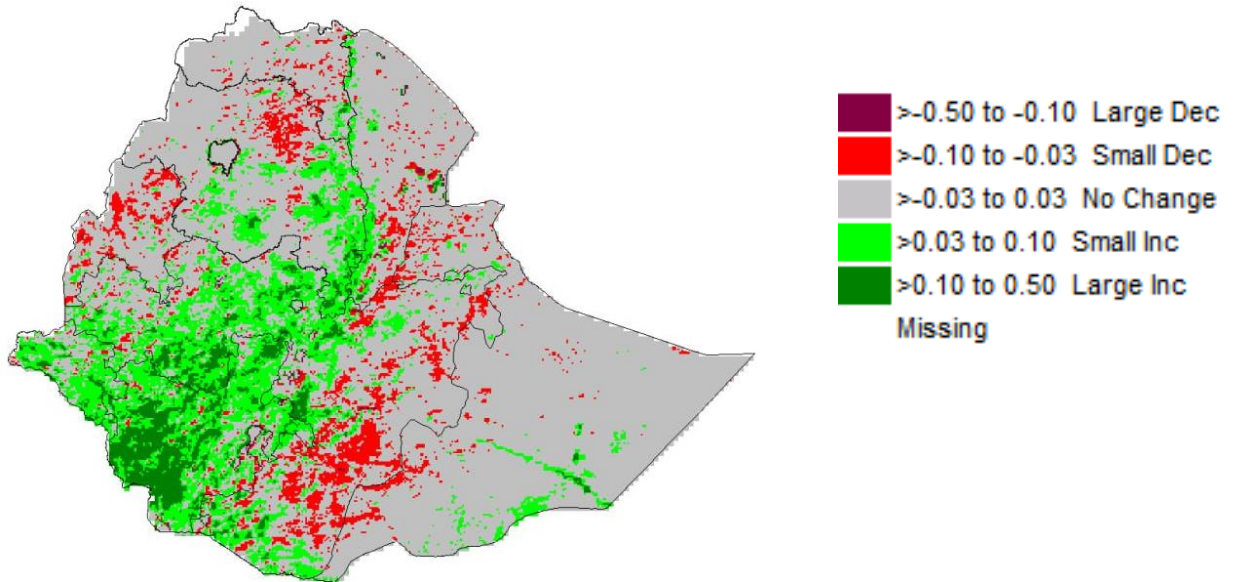 >-0.50 to -0.10 Large Dec
>-0.10 to -0.03 Small Dec
>-0.03 to 0.03 No Change
>0.03 to 0.10 Small Inc
>0.10 to 0.50 Large Inc
Missing